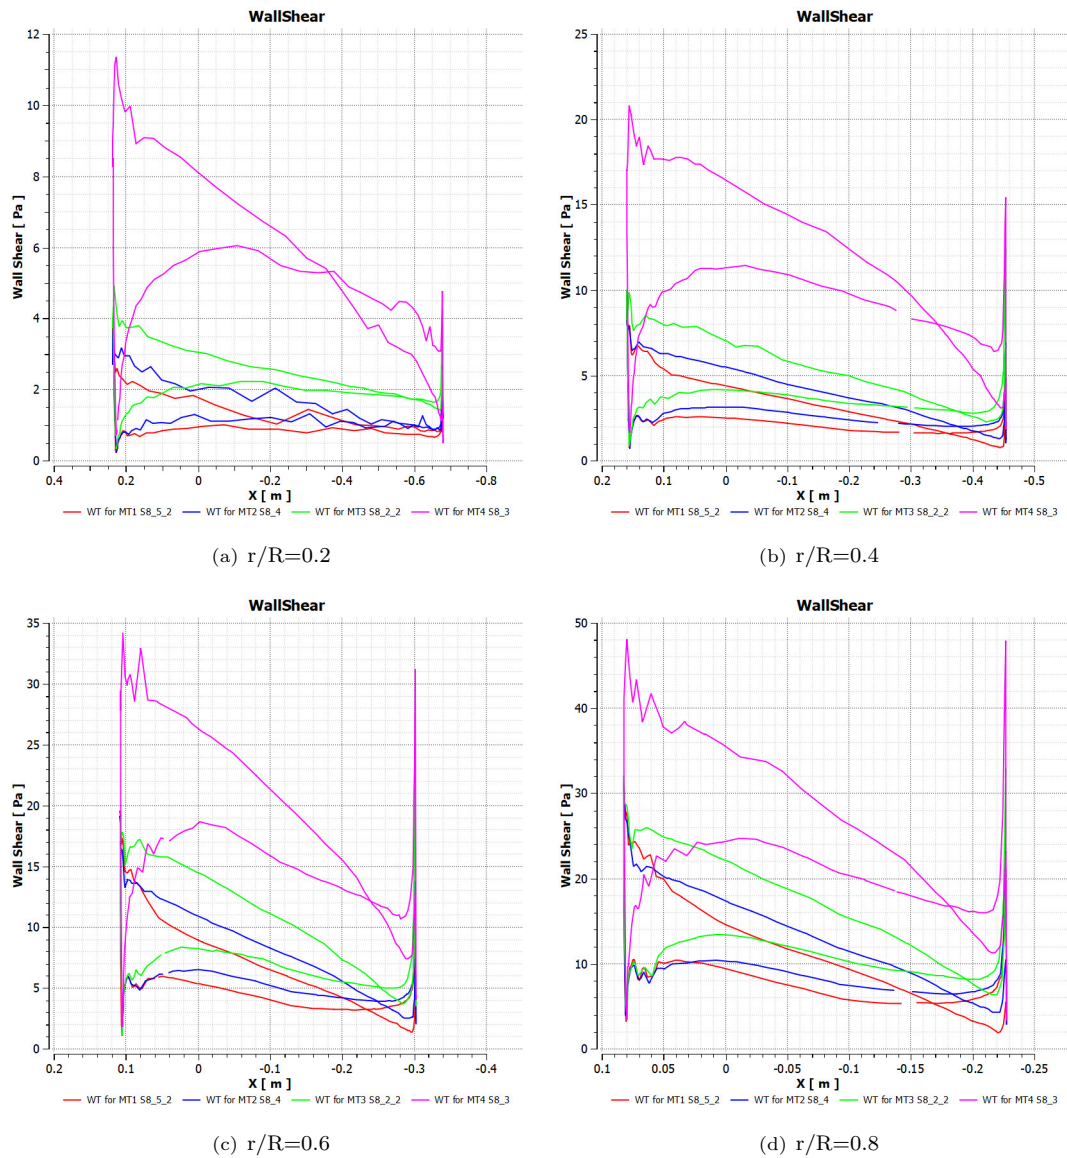 WallShear
12
10
8
6
4
2
0
Wall Shear [ Pa ]
0.4 0.2 0 -0.2 -0.4 -0.6 -0.8
X [ m ]
WT for MT1 S8_5_2 WT for MT2 S8_4 WT for MT3 S8_2_2 WT for MT4 S8_3
(a) r/R=0.2
WallShear
25
20
15
10
5
0
Wall Shear [ Pa ]
0.1 0 -0.1 -0.2 -0.3 -0.4 -0.5
X [ m ]
WT for MT1 S8_5_2 WT for MT2 S8_4 WT for MT3 S8_2_2 WT for MT4 S8_3
(b) r/R=0.4
WallShear
35
30
25
20
15
10
5
0
Wall Shear [ Pa ]
0.2 0.1 0 -0.1 -0.2 -0.3 -0.4
X [ m ]
WT for MT1 S8_5_2 WT for MT2 S8_4 WT for MT3 S8_2_2 WT for MT4 S8_3
(c) r/R=0.6
WallShear
50
40
30
20
10
0
Wall Shear [ Pa ]
0.1 0.05 0 -0.05 -0.1 -0.15 -0.2 -0.25
X [ m ]
WT for MT1 S8_5_2 WT for MT2 S8_4 WT for MT3 S8_2_2 WT for MT4 S8_3
(d) r/R=0.8